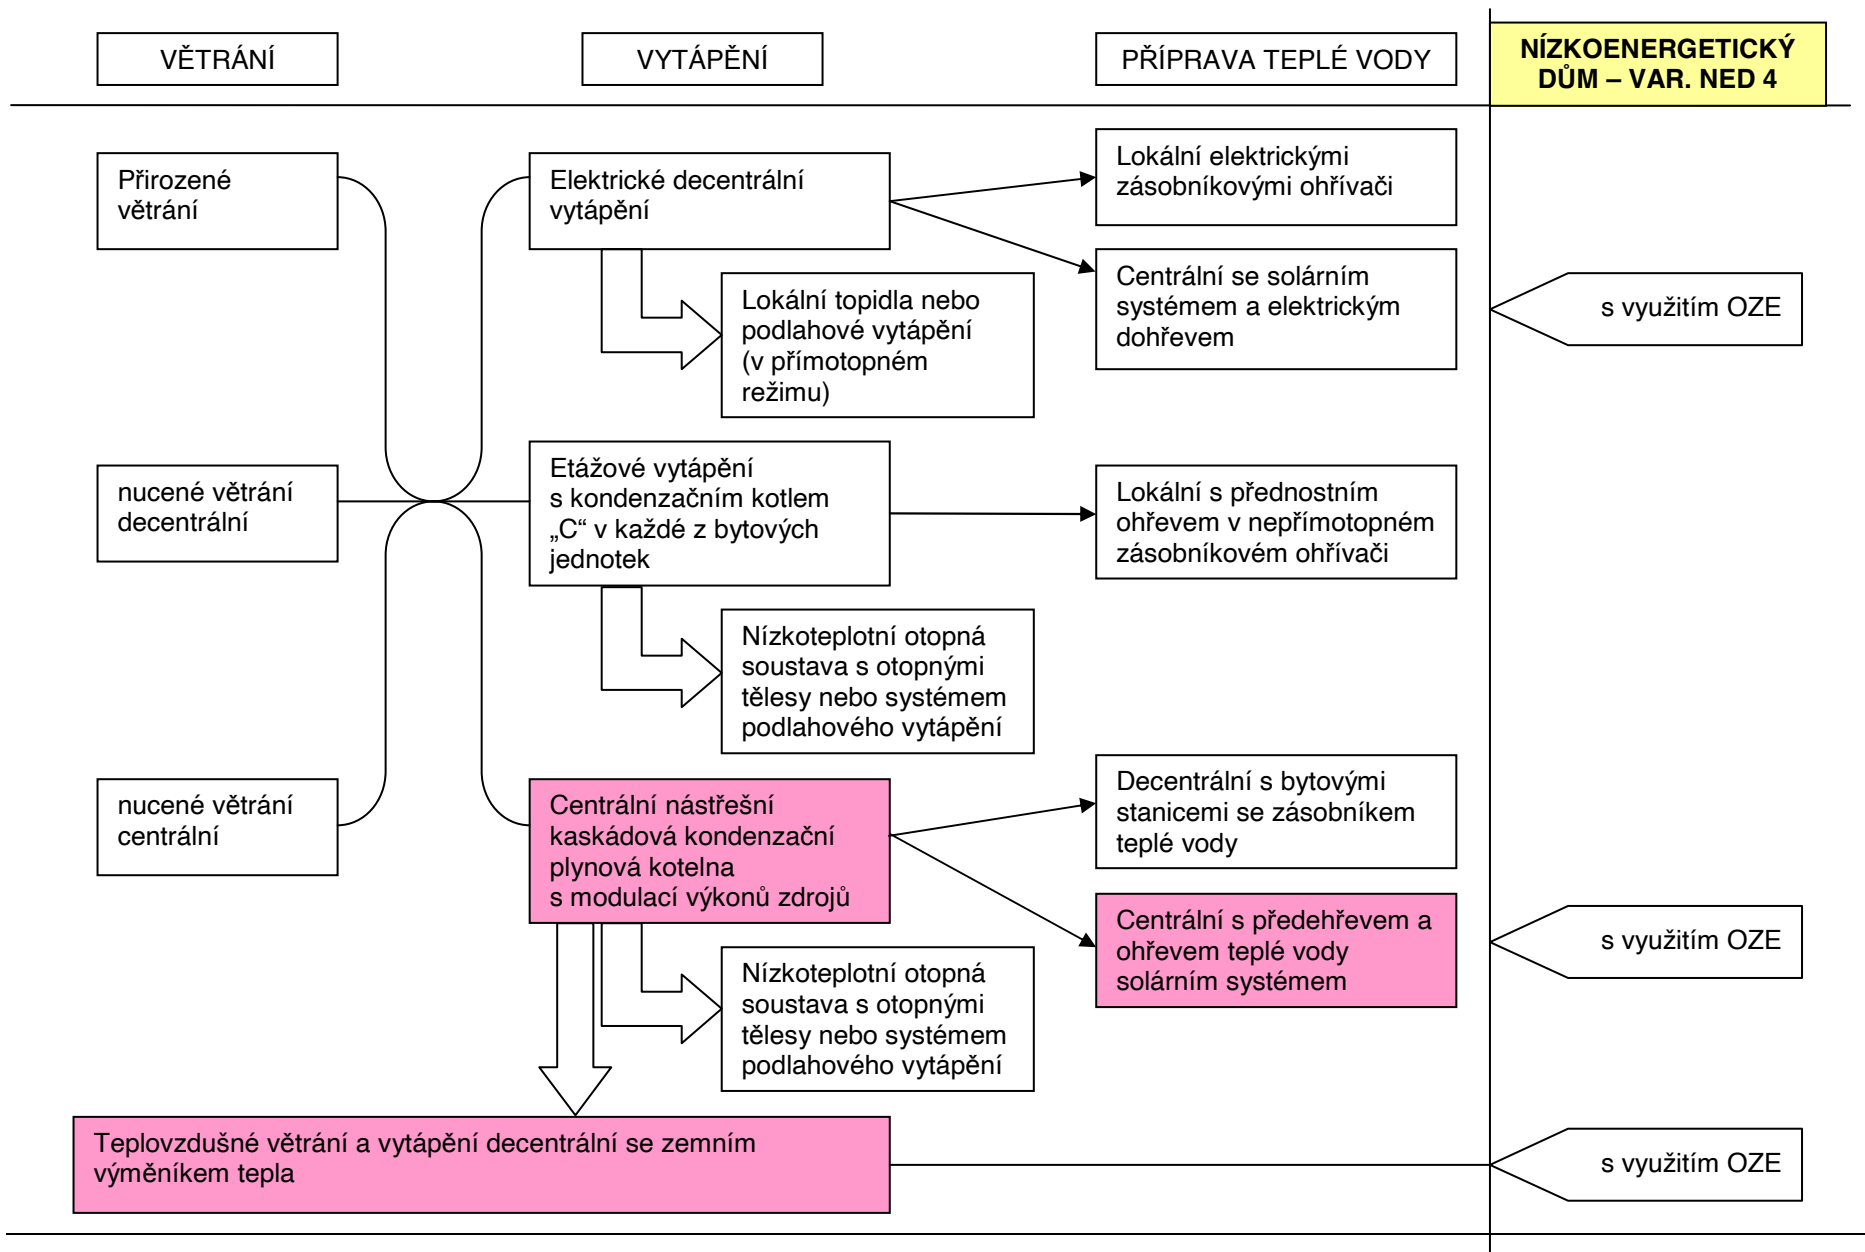 VĚTRÁNÍ
VYTÁPĚNÍ
PŘÍPRAVA TEPLÉ VODY
NÍZKOENERGETICKÝ
DŮM – VAR. NED 4
Přirozené
větrání
Elektrické decentrální
vytápění
Lokální elektrickými
zásobníkovými ohřívači
Centrální se solárním
systémem a elektrickým
dohřevem
s využitím OZE
Lokální topidla nebo
podlahové vytápění
(v přímotopném
režimu)
nucené větrání
decentrální
Etážové vytápění
s kondenzačním kotlem
„C“ v každé z bytových
jednotek
Lokální s přednostním
ohřevem v nepřímotopném
zásobníkovém ohřívači
Nízkoteplotní otopná
soustava s otopnými
tělesy nebo systémem
podlahového vytápění
nucené větrání
centrální
Centrální nástřešní
kaskádová kondenzační
plynová kotelna
s modulací výkonů zdrojů
Decentrální s bytovými
stanicemi se zásobníkem
teplé vody
Centrální s předehřevem a
ohřevem teplé vody
solárním systémem
s využitím OZE
Nízkoteplotní otopná
soustava s otopnými
tělesy nebo systémem
podlahového vytápění
Teplovzdušné větrání a vytápění decentrální se zemním
výměníkem tepla
s využitím OZE